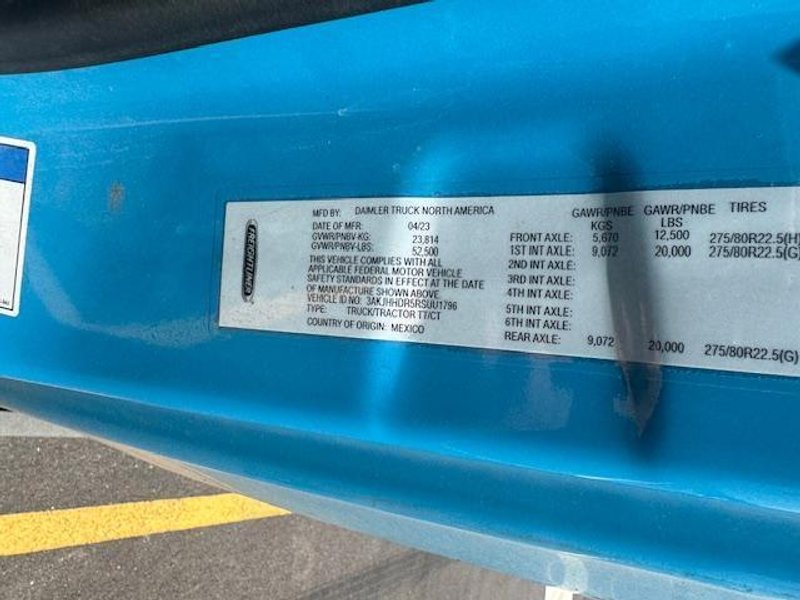 FREIGHTLINER
MFD BY: DAIMLER TRUCK NORTH AMERICA
DATE OF MFR: 04/23
GVWR/PNBV-KG: 23,814
GVWR/PNBV-LBS: 52,500
THIS VEHICLE COMPLIES WITH ALL
APPLICABLE FEDERAL MOTOR VEHICLE
SAFETY STANDARDS IN EFFECT AT THE DATE
OF MANUFACTURE SHOWN ABOVE
VEHICLE ID NO: 3AKJHHDR5RSUU1796
TYPE: TRUCK/TRACTOR TT/CT
COUNTRY OF ORIGIN: MEXICO
GAWR/PNBE GAWR/PNBE TIRES
KGS LBS
FRONT AXLE: 5,670 12,500 275/80R22.5(H)
1ST INT AXLE: 9,072 20,000 275/80R22.5(G)
2ND INT AXLE:
3RD INT AXLE:
4TH INT AXLE:
5TH INT AXLE:
6TH INT AXLE:
REAR AXLE: 9,072 20,000 275/80R22.5(G)